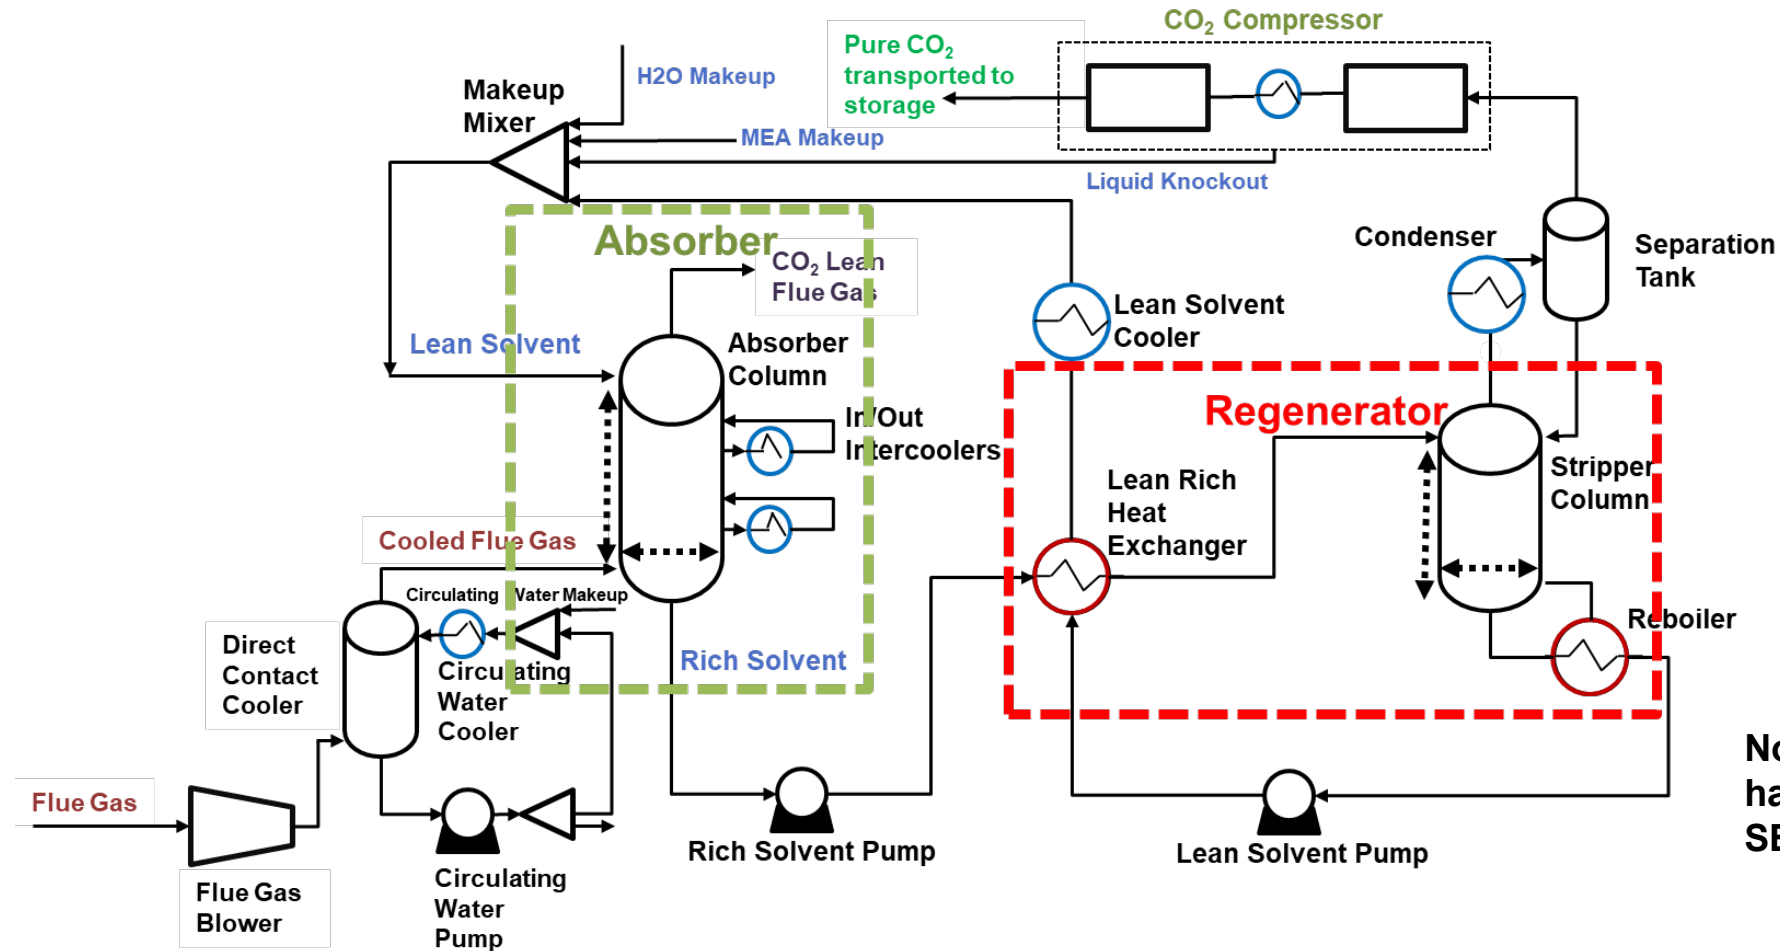 CO₂ Compressor
Pure CO₂
transported to
storage
H2O Makeup
Makeup
Mixer
MEA Makeup
Liquid Knockout
Absorber
Condenser
Separation
Tank
CO₂ Lean
Flue Gas
Lean Solvent
Cooler
Lean Solvent
Absorber
Column
Regenerator
In/Out
Intercoolers
Stripper
Column
Lean Rich
Heat
Exchanger
Cooled Flue Gas
Circulating Water Makeup
Reboiler
Direct
Contact
Cooler
Rich Solvent
Circulating
Water
Cooler
Flue Gas
Rich Solvent Pump
Lean Solvent Pump
Circulating
Water
Pump
Flue Gas
Blower